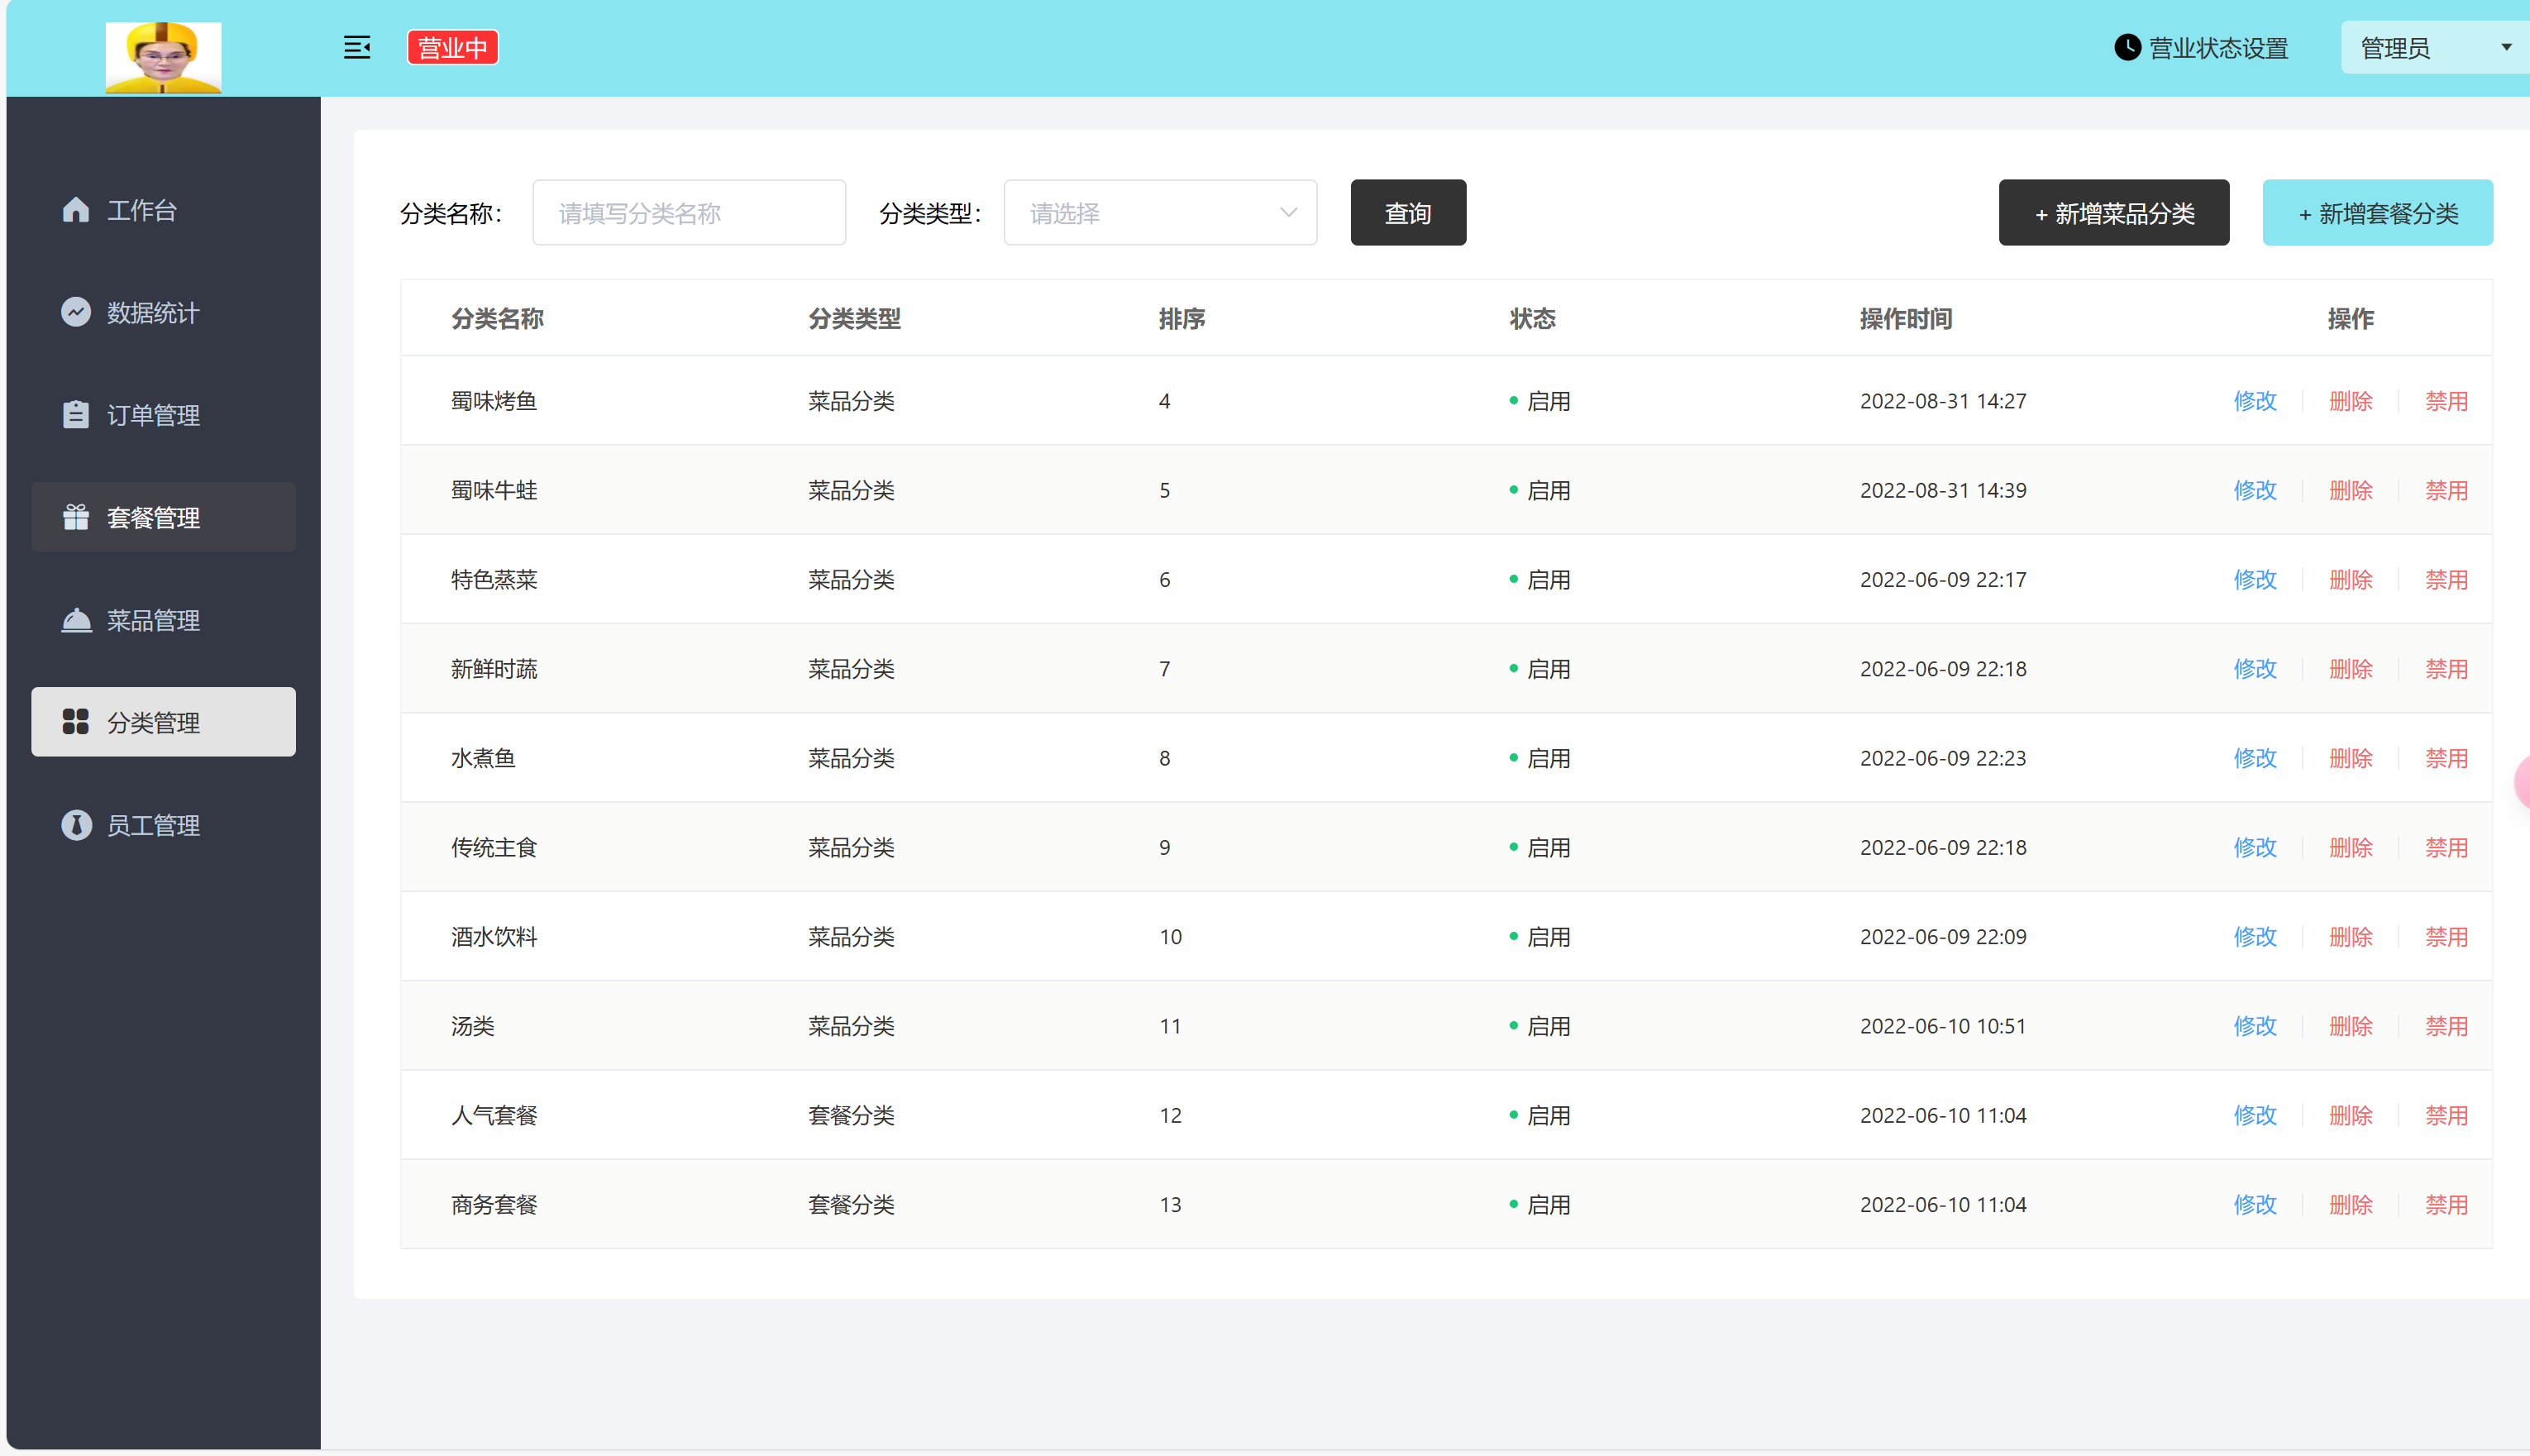 营业中 营业状态设置 管理员
工作台
数据统计
订单管理
套餐管理
菜品管理
分类管理
员工管理
分类名称： 请填写分类名称 分类类型： 请选择 查询 + 新增菜品分类 + 新增套餐分类
分类名称 分类类型 排序 状态 操作时间 操作
蜀味烤鱼 菜品分类 4 启用 2022-08-31 14:27 修改 删除 禁用
蜀味牛蛙 菜品分类 5 启用 2022-08-31 14:39 修改 删除 禁用
特色蒸菜 菜品分类 6 启用 2022-06-09 22:17 修改 删除 禁用
新鲜时蔬 菜品分类 7 启用 2022-06-09 22:18 修改 删除 禁用
水煮鱼 菜品分类 8 启用 2022-06-09 22:23 修改 删除 禁用
传统主食 菜品分类 9 启用 2022-06-09 22:18 修改 删除 禁用
酒水饮料 菜品分类 10 启用 2022-06-09 22:09 修改 删除 禁用
汤类 菜品分类 11 启用 2022-06-10 10:51 修改 删除 禁用
人气套餐 套餐分类 12 启用 2022-06-10 11:04 修改 删除 禁用
商务套餐 套餐分类 13 启用 2022-06-10 11:04 修改 删除 禁用